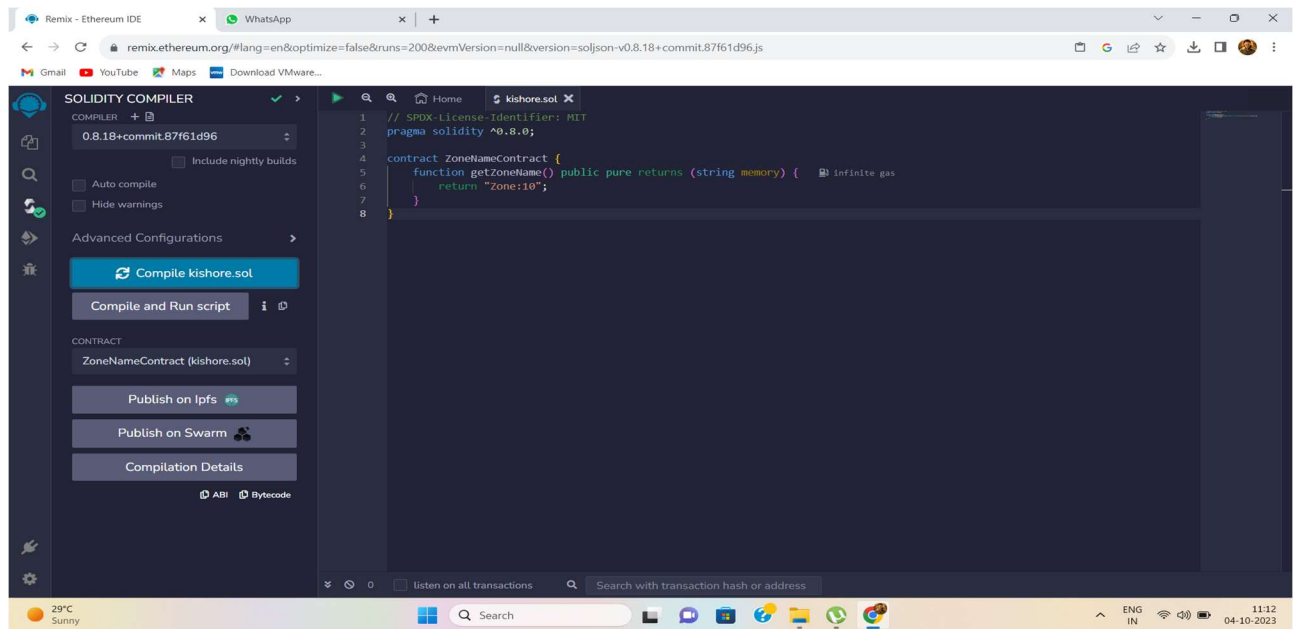 Remix - Ethereum IDE
WhatsApp
remix.ethereum.org/#lang=en&optimize=false&runs=200&evmVersion=null&version=soljson-v0.8.18+commit.87f61d96.js
Gmail YouTube Maps Download VMware...
SOLIDITY COMPILER
COMPILER
0.8.18+commit.87f61d96
Include nightly builds
Auto compile
Hide warnings
Advanced Configurations
Compile kishore.sol
Compile and Run script
CONTRACT
ZoneNameContract (kishore.sol)
Publish on Ipfs
IPFS
Publish on Swarm
Compilation Details
ABI Bytecode
Home kishore.sol
1 // SPDX-License-Identifier: MIT
2 pragma solidity ^0.8.0;
3
4 contract ZoneNameContract {
5 function getZoneName() public pure returns (string memory) { infinite gas
6 return "Zone:10";
7 }
8 }
0 listen on all transactions Search with transaction hash or address
29°C
Sunny
Search
ENG
IN
11:12
04-10-2023